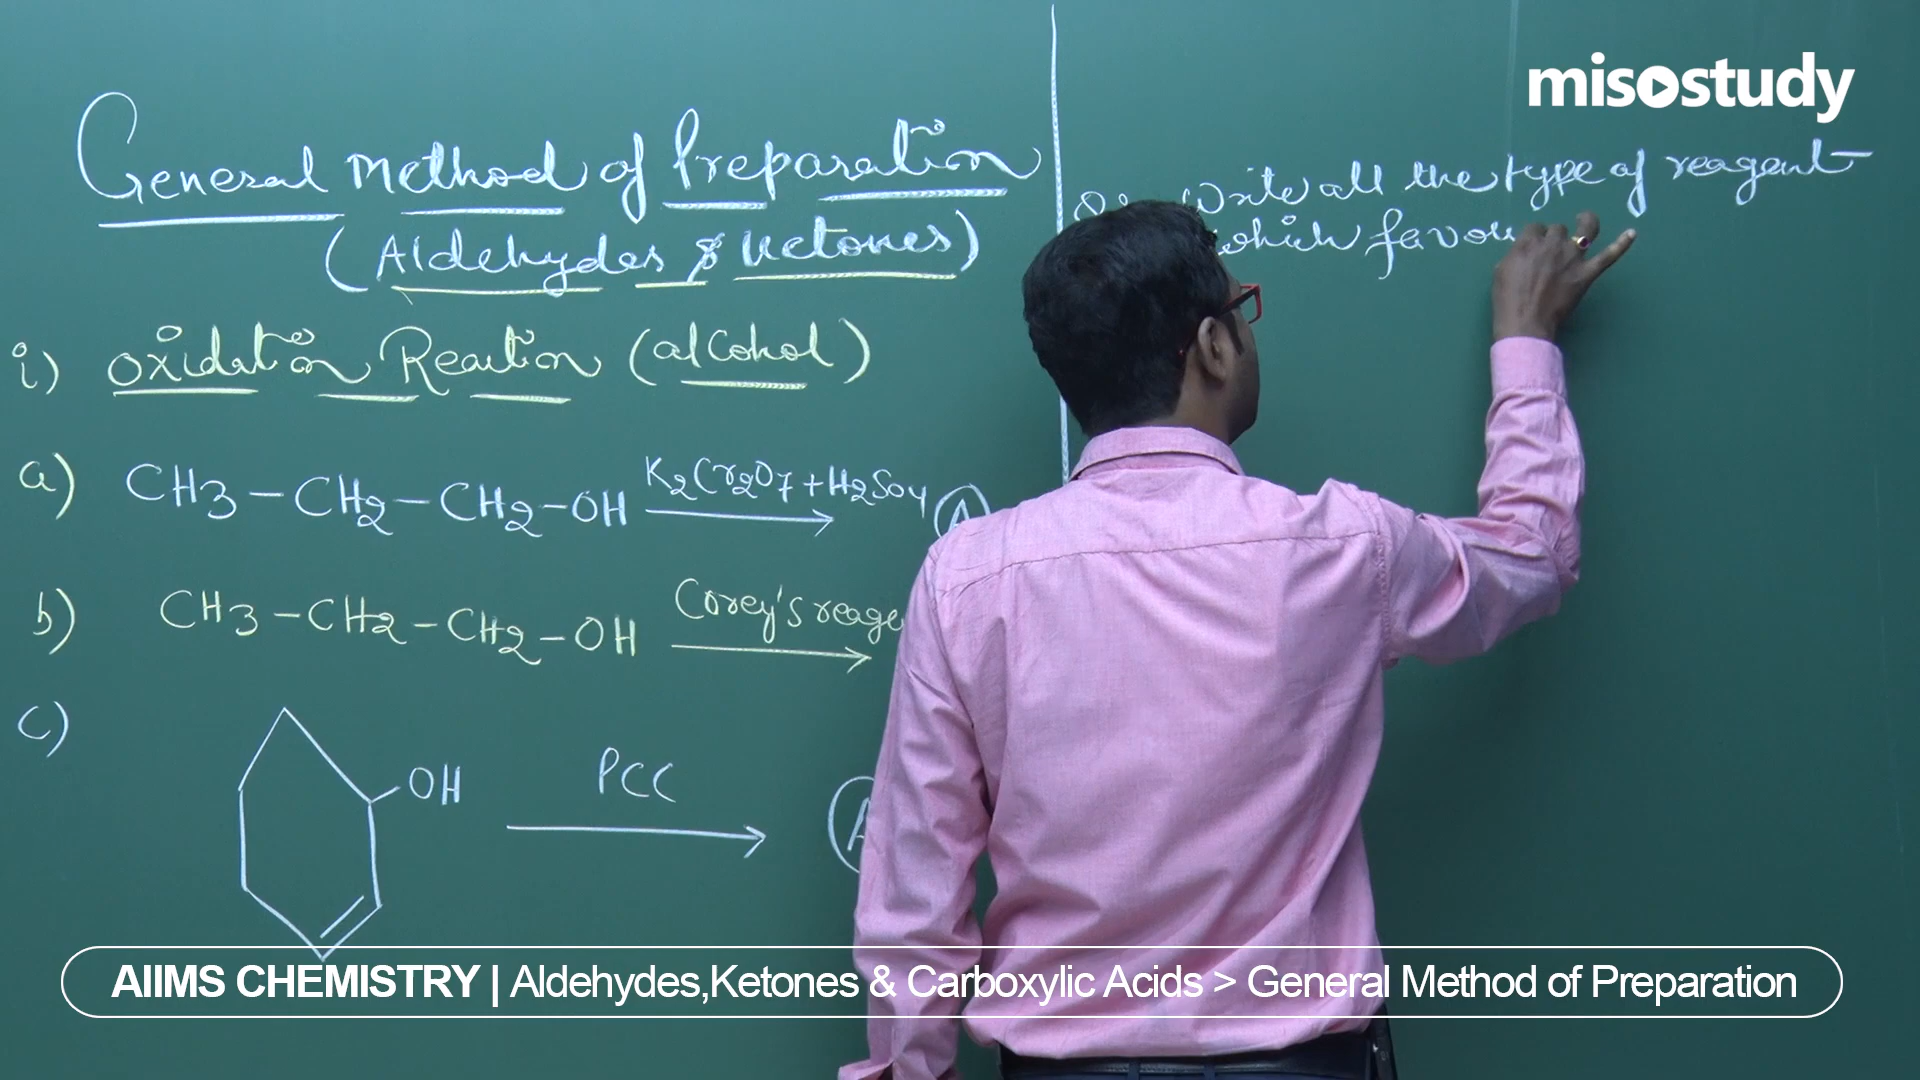 misostudy
General Method of Preparation
(Aldehydes & Ketones)
i) Oxidation Reaction (alcohol)
a) CH3-CH2-CH2-OH K2Cr2O7+H2SO4 A
b) CH3-CH2-CH2-OH Corey's reage
c)
OH PCC A
Write all the type of reagent
which favou
AIIMS CHEMISTRY | Aldehydes,Ketones & Carboxylic Acids > General Method of Preparation